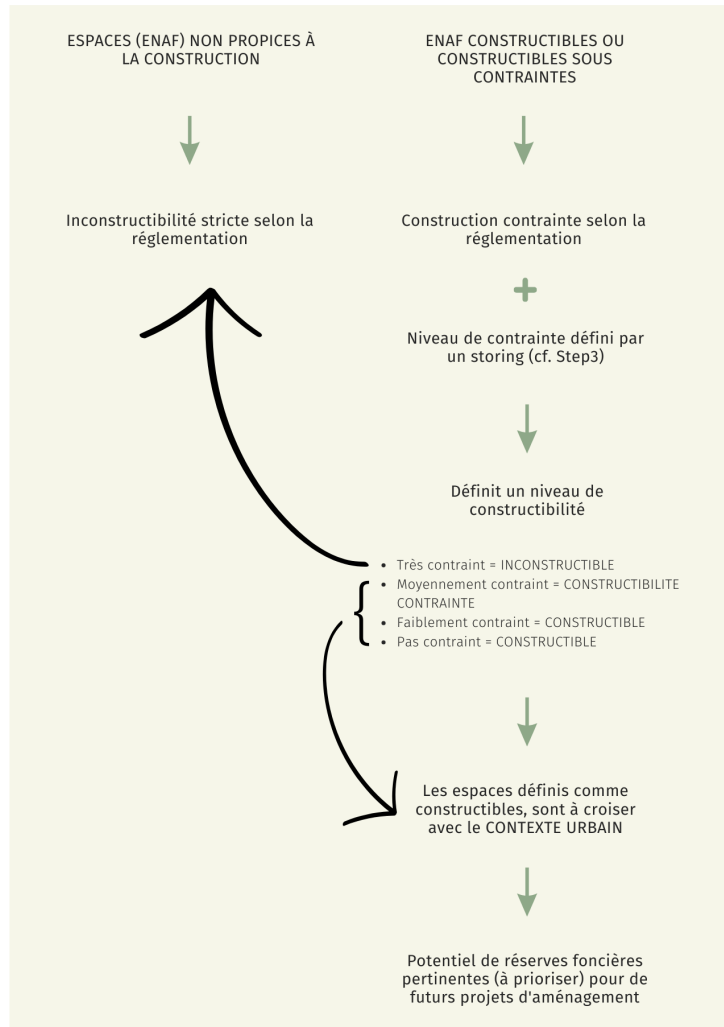 ESPACES (ENAF) NON PROPICES À
LA CONSTRUCTION
Inconstructibilité stricte selon la
réglementation
ENAF CONSTRUCTIBLES OU
CONSTRUCTIBLES SOUS
CONTRAINTES
Construction contrainte selon la
réglementation
+
Niveau de contrainte défini par
un storing (cf. Step3)
Définit un niveau de
constructibilité
• Très contraint = INCONSTRUCTIBLE
• Moyennement contraint = CONSTRUCTIBILITE
CONTRAINTE
• Faiblement contraint = CONSTRUCTIBLE
• Pas contraint = CONSTRUCTIBLE
Les espaces définis comme
constructibles, sont à croiser
avec le CONTEXTE URBAIN
Potentiel de réserves foncières
pertinentes (à prioriser) pour de
futurs projets d'aménagement